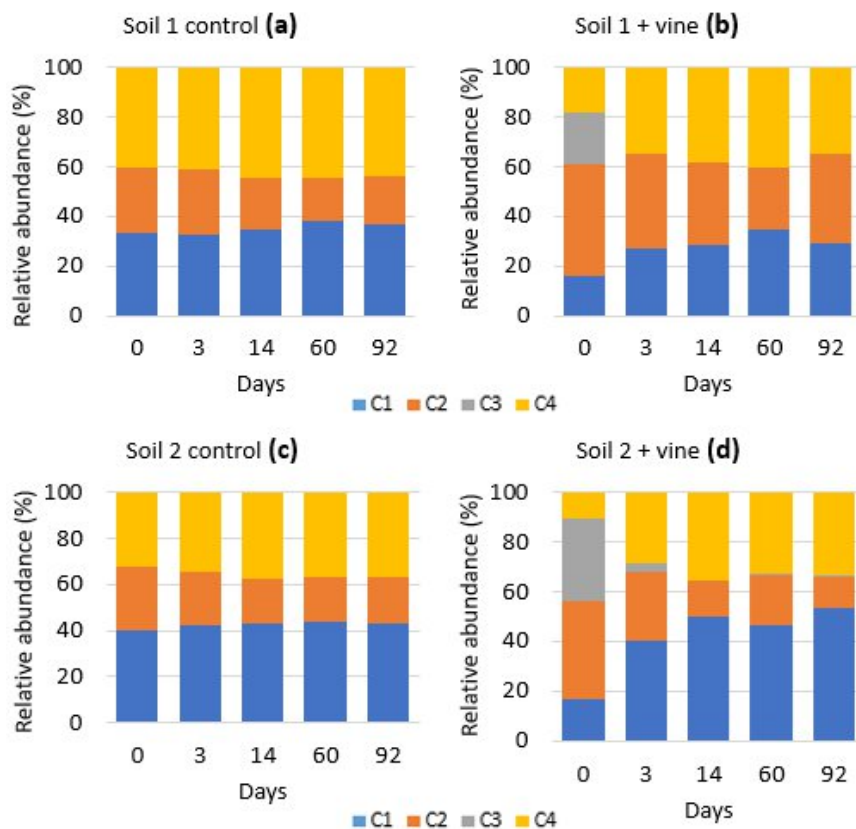 Soil 1 control (a)
Relative abundance (%)
100
80
60
40
20
0
0 3 14 60 92
Days
Soil 1 + vine (b)
Relative abundance (%)
100
80
60
40
20
0
0 3 14 60 92
Days
C1 C2 C3 C4
Soil 2 control (c)
Relative abundance (%)
100
80
60
40
20
0
0 3 14 60 92
Days
Soil 2 + vine (d)
Relative abundance (%)
100
80
60
40
20
0
0 3 14 60 92
Days
C1 C2 C3 C4